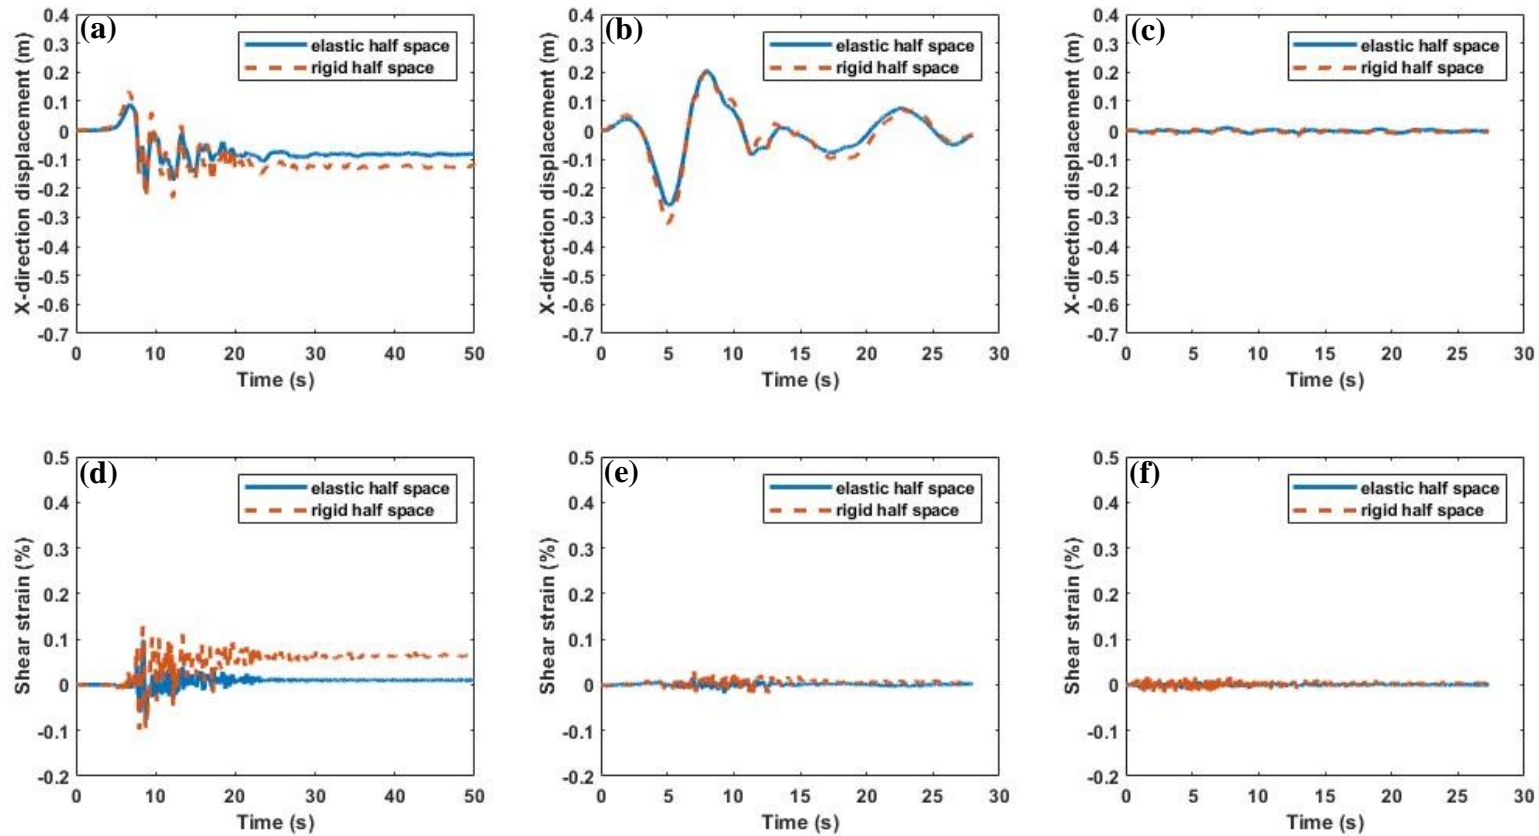 (a)
elastic half space
rigid half space
X-direction displacement (m)
0.4
0.3
0.2
0.1
0
-0.1
-0.2
-0.3
-0.4
-0.5
-0.6
-0.7
0 10 20 30 40 50
Time (s)
(b)
elastic half space
rigid half space
X-direction displacement (m)
0.4
0.3
0.2
0.1
0
-0.1
-0.2
-0.3
-0.4
-0.5
-0.6
-0.7
0 5 10 15 20 25 30
Time (s)
(c)
elastic half space
rigid half space
X-direction displacement (m)
0.4
0.3
0.2
0.1
0
-0.1
-0.2
-0.3
-0.4
-0.5
-0.6
-0.7
0 5 10 15 20 25 30
Time (s)
(d)
elastic half space
rigid half space
Shear strain (%)
0.5
0.4
0.3
0.2
0.1
0
-0.1
-0.2
0 10 20 30 40 50
Time (s)
(e)
elastic half space
rigid half space
Shear strain (%)
0.5
0.4
0.3
0.2
0.1
0
-0.1
-0.2
0 5 10 15 20 25 30
Time (s)
(f)
elastic half space
rigid half space
Shear strain (%)
0.5
0.4
0.3
0.2
0.1
0
-0.1
-0.2
0 5 10 15 20 25 30
Time (s)